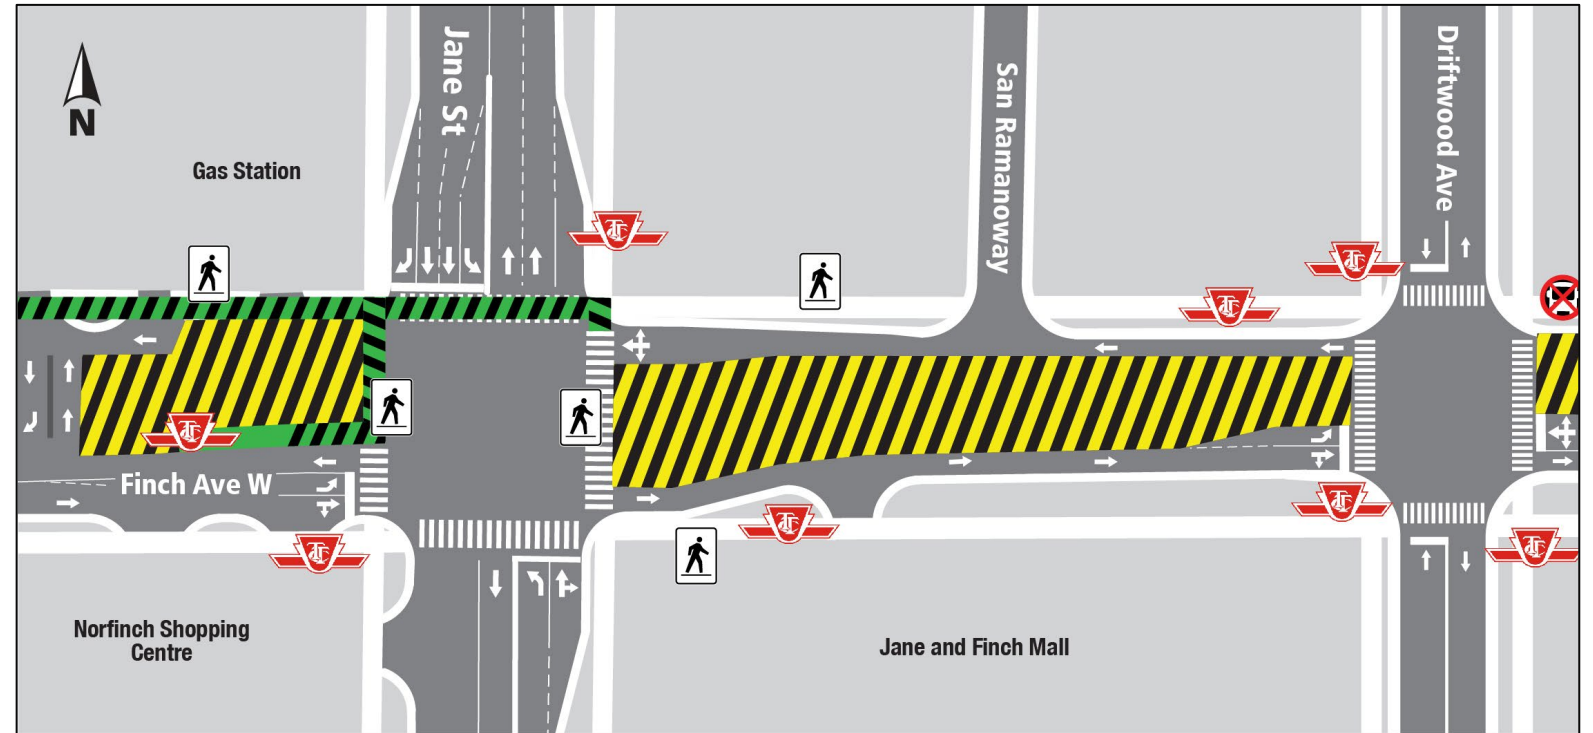 Jane St
San Ramanoway
Driftwood Ave
N
Gas Station
Finch Ave W
Norfinch Shopping
Centre
Jane and Finch Mall